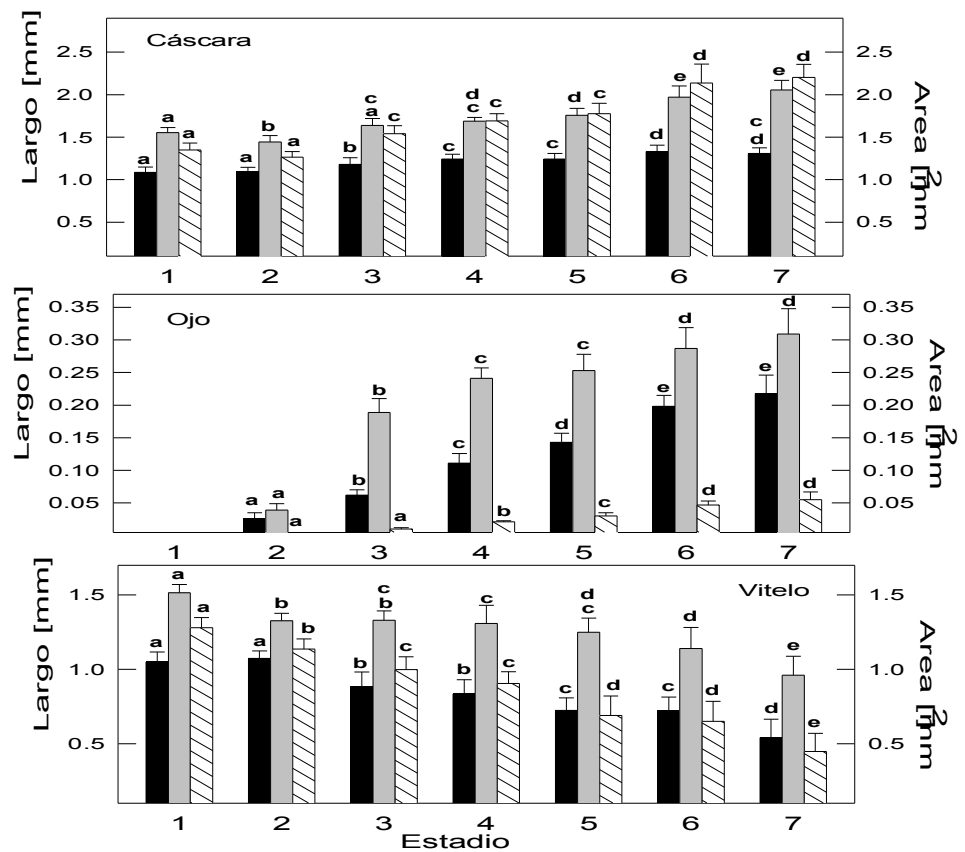 Cáscara
Largo [mm]
Area [mm2
2.5 2.5
2.0 2.0
1.5 1.5
1.0 1.0
0.5 0.5
a a a
a b a
b c a c
c d c c
c d c
d e d
c d e d
1 2 3 4 5 6 7
Ojo
Largo [mm]
Area [mm2
0.35 0.35
0.30 0.30
0.25 0.25
0.20 0.20
0.15 0.15
0.10 0.10
0.05 0.05
a a a
b b a
c c b
d c c
e d d
e d d
1 2 3 4 5 6 7
Vitelo
Largo [mm]
Area [mm2
1.5 1.5
1.0 1.0
0.5 0.5
a a a
a b b
b c b c
b c c
c d c d
c d d
d e e
1 2 3 4 5 6 7
Estadio